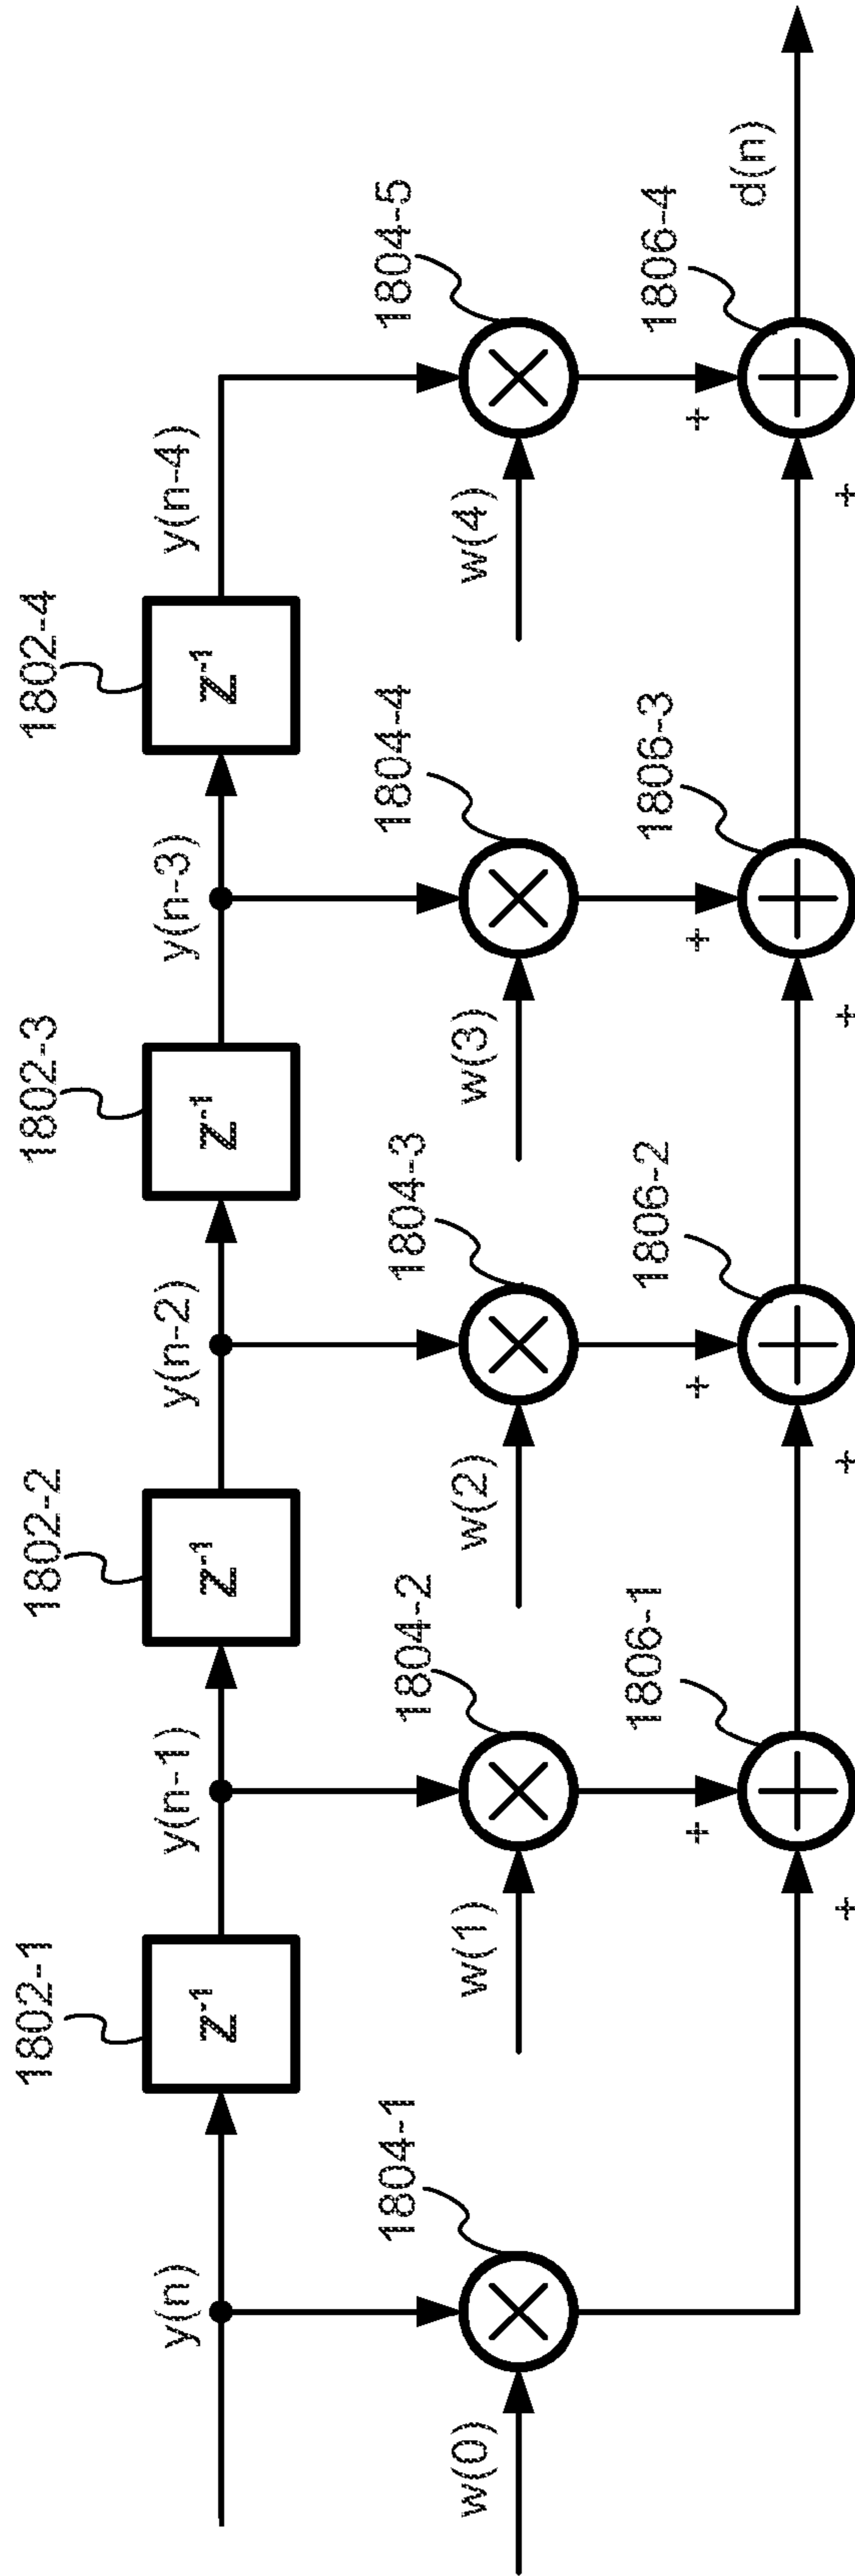 1802-1
1802-2
1802-3
1802-4
y(n)
y(n-1)
y(n-2)
y(n-3)
y(n-4)
Z⁻¹
Z⁻¹
Z⁻¹
Z⁻¹
1804-1
1804-2
1804-3
1804-4
1804-5
w(0)
w(1)
w(2)
w(3)
w(4)
1806-1
1806-2
1806-3
1806-4
+
+
+
+
d(n)
+
+
+
+